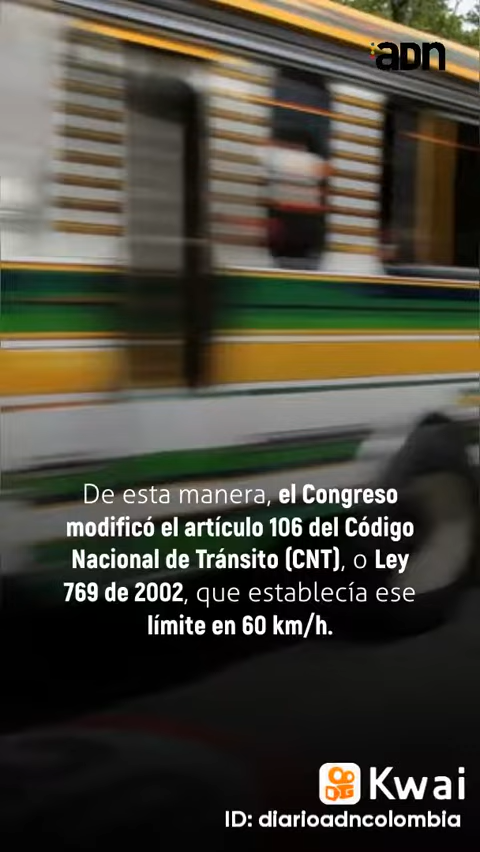 aDn
De esta manera, el Congreso
modificó el artículo 106 del Código
Nacional de Tránsito (CNT), o Ley
769 de 2002, que establecía ese
límite en 60 km/h.
Kwai
ID: diarioadncolombia